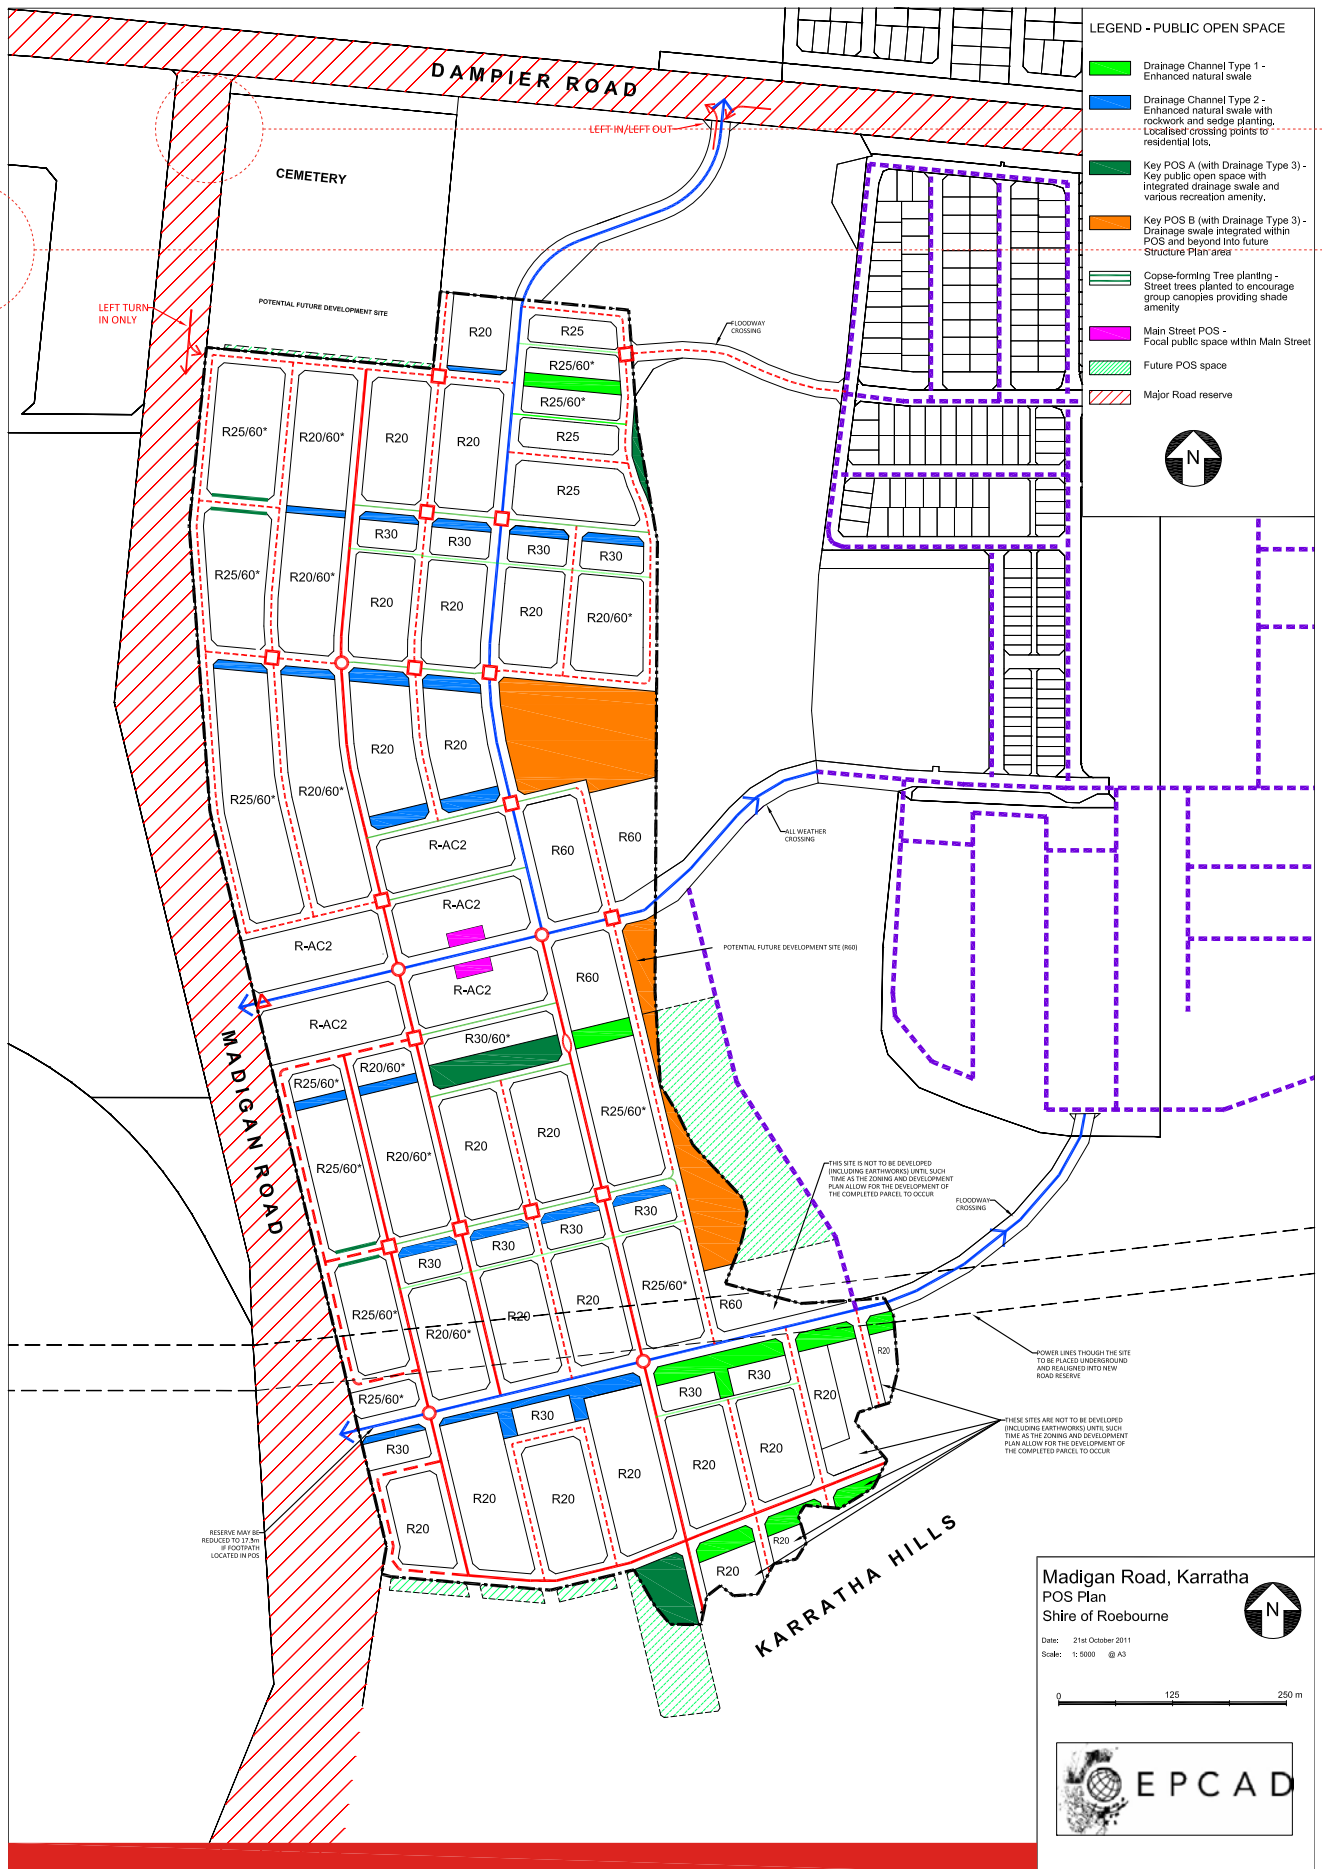 DAMPIER ROAD
LEFT IN/LEFT OUT
CEMETERY
POTENTIAL FUTURE DEVELOPMENT SITE
LEFT TURN
IN ONLY
FLOODWAY
CROSSING
LEGEND - PUBLIC OPEN SPACE
Drainage Channel Type 1 -
Enhanced natural swale
Drainage Channel Type 2 -
Enhanced natural swale with
rockwork and sedge planting.
Localised crossing points to
residential lots.
Key POS A (with Drainage Type 3) -
Key public open space with
integrated drainage swale and
various recreation amenity.
Key POS B (with Drainage Type 3) -
Drainage swale integrated within
POS and beyond into future
Structure Plan area
Copse-forming Tree planting -
Street trees planted to encourage
group canopies providing shade
amenity
Main Street POS -
Focal public space within Main Street
Future POS space
Major Road reserve
N
R20
R25
R25/60*
R25/60*
R25
R25
R25/60*
R20/60*
R20
R20
R30
R30
R30
R30
R25/60*
R20/60*
R20
R20
R20
R20/60*
R25/60*
R20/60*
R20
R20
R-AC2
R60
R60
ALL WEATHER
CROSSING
R-AC2
R-AC2
R-AC2
R60
POTENTIAL FUTURE DEVELOPMENT SITE (R60)
R-AC2
R30/60*
MADIGAN ROAD
R25/60*
R20/60*
R25/60*
R20/60*
R20
R20
R25/60*
THIS SITE IS NOT TO BE DEVELOPED
(INCLUDING EARTHWORKS) UNTIL SUCH
TIME AS THE ZONING AND DEVELOPMENT
PLAN ALLOW FOR THE DEVELOPMENT OF
THE COMPLETED PARCEL TO OCCUR
FLOODWAY
CROSSING
R30
R30
R30
R30
R25/60*
R20/60*
R20
R20
R25/60*
R60
POWER LINES THOUGH THE SITE
TO BE PLACED UNDERGROUND
AND REALIGNED INTO NEW
ROAD RESERVE
R20
R25/60*
R30
R30
R30
R20
R30
THESE SITES ARE NOT TO BE DEVELOPED
(INCLUDING EARTHWORKS) UNTIL SUCH
TIME AS THE ZONING AND DEVELOPMENT
PLAN ALLOW FOR THE DEVELOPMENT OF
THE COMPLETED PARCEL TO OCCUR
R20
R20
R20
R20
R20
R20
R20
R20
RESERVE MAY BE
REDUCED TO 17.3m
IF FOOTPATH
LOCATED IN POS
KARRATHA HILLS
Madigan Road, Karratha
POS Plan
Shire of Roebourne
N
Date: 21st October 2011
Scale: 1: 5000 @ A3
0 125 250 m
EPCAD